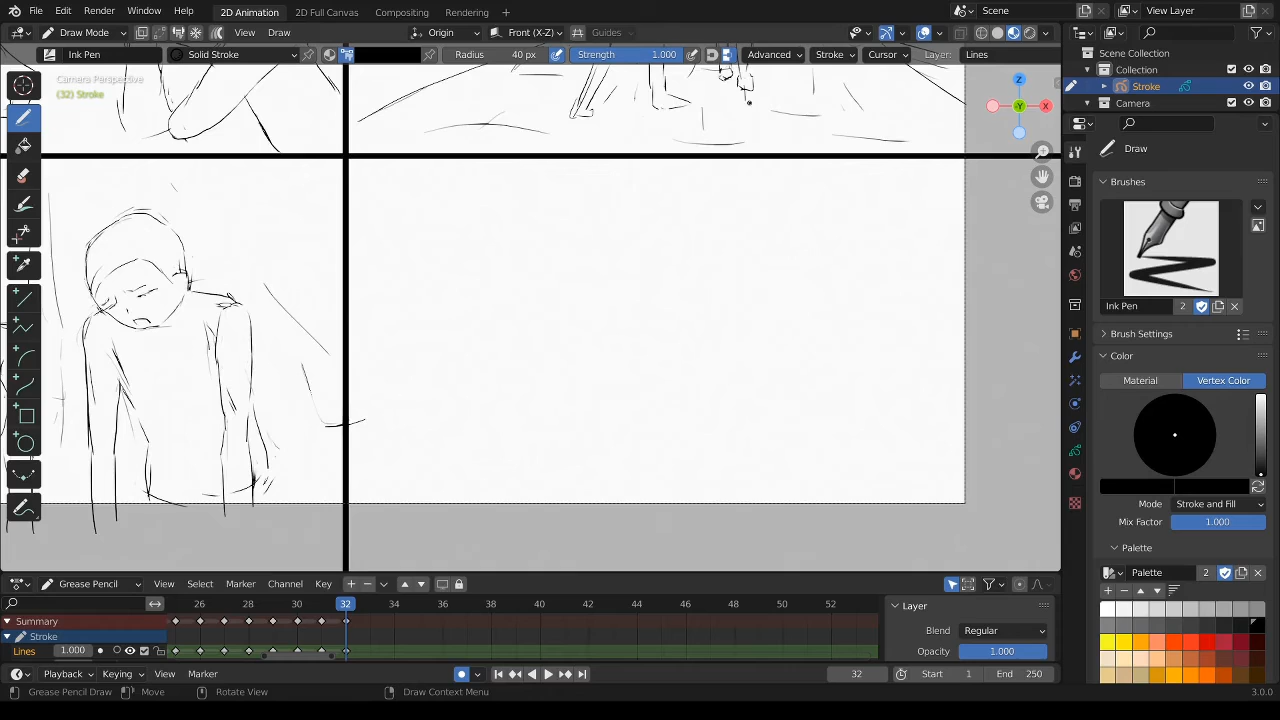 File Edit Render Window Help 2D Animation 2D Full Canvas Compositing Rendering + Scene View Layer
Draw Mode View Draw Origin Front (X-Z) Guides
Ink Pen Solid Stroke Radius 40 px Strength 1.000 Advanced Stroke Cursor Layer: Lines
Camera Perspective
(32) Stroke
Z
Y
X
Scene Collection
Collection
Stroke
Camera
Draw
Brushes
Ink Pen 2
Brush Settings
Color
Material Vertex Color
Mode Stroke and Fill
Mix Factor 1.000
Palette
Palette 2
Grease Pencil View Select Marker Channel Key
26 28 30 32 34 36 38 40 42 44 46 48 50 52
Summary
Stroke
Lines 1.000
Layer
Blend Regular
Opacity 1.000
Playback Keying View Marker 32 Start 1 End 250
Grease Pencil Draw Move Rotate View Draw Context Menu 3.0.0